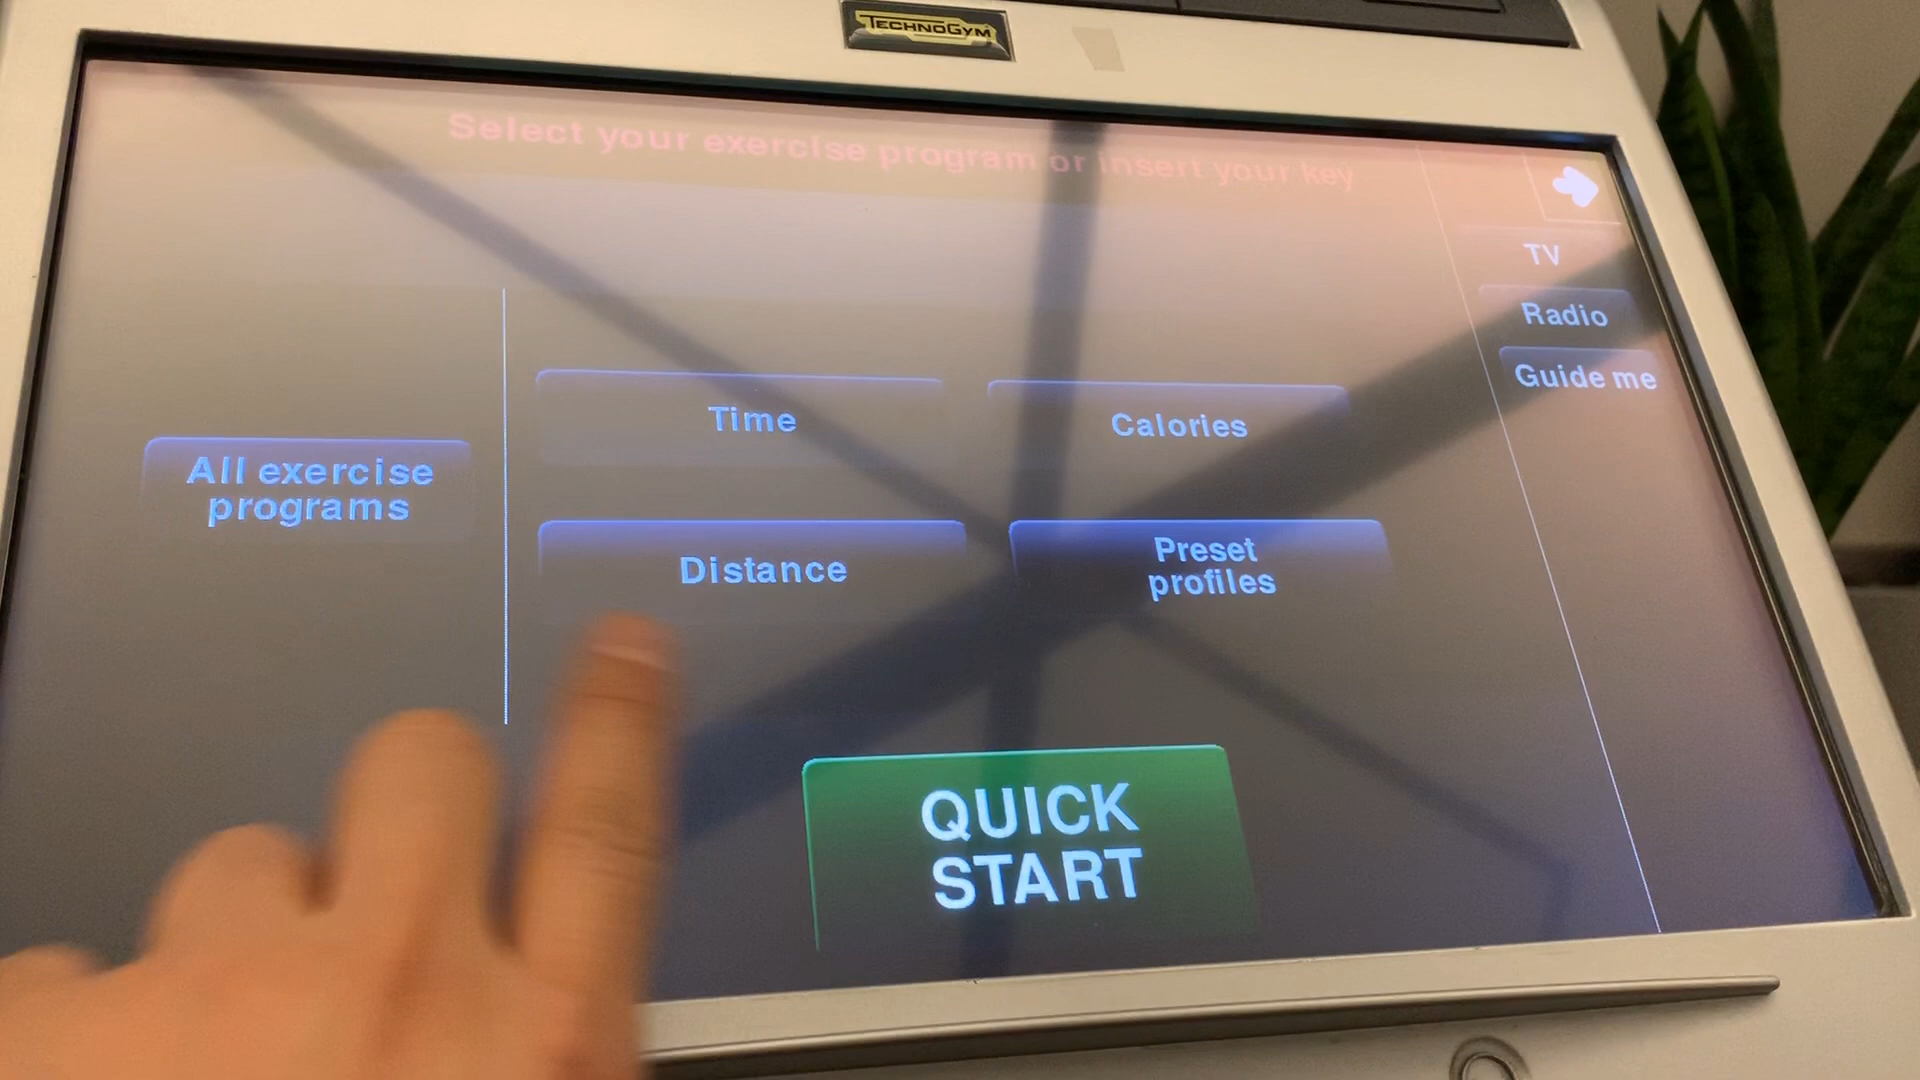 TECHNOGYM
Select your exercise program or insert your key
TV
Radio
Guide me
Time
Calories
All exercise
programs
Distance
Preset
profiles
QUICK
START